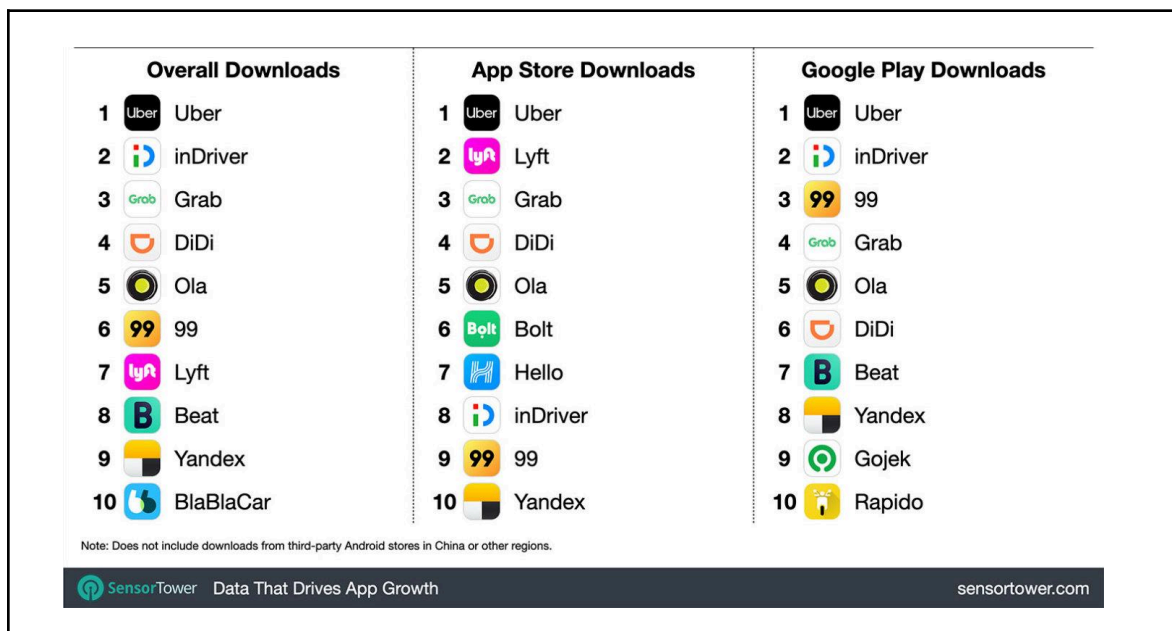 Overall Downloads
1 Uber Uber
2 inDriver
3 Grab Grab
4 DiDi
5 Ola
6 99 99
7 lyft Lyft
8 B Beat
9 Yandex
10 BlaBlaCar
App Store Downloads
1 Uber Uber
2 lyft Lyft
3 Grab Grab
4 DiDi
5 Ola
6 Bolt Bolt
7 Hello
8 inDriver
9 99 99
10 Yandex
Google Play Downloads
1 Uber Uber
2 inDriver
3 99 99
4 Grab Grab
5 Ola
6 DiDi
7 B Beat
8 Yandex
9 Gojek
10 Rapido
Note: Does not include downloads from third-party Android stores in China or other regions.
SensorTower Data That Drives App Growth sensortower.com